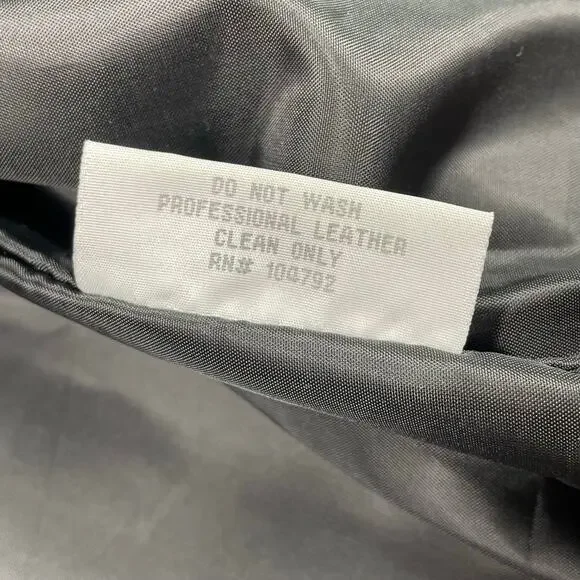 DO NOT WASH
PROFESSIONAL LEATHER
CLEAN ONLY
RN# 104792